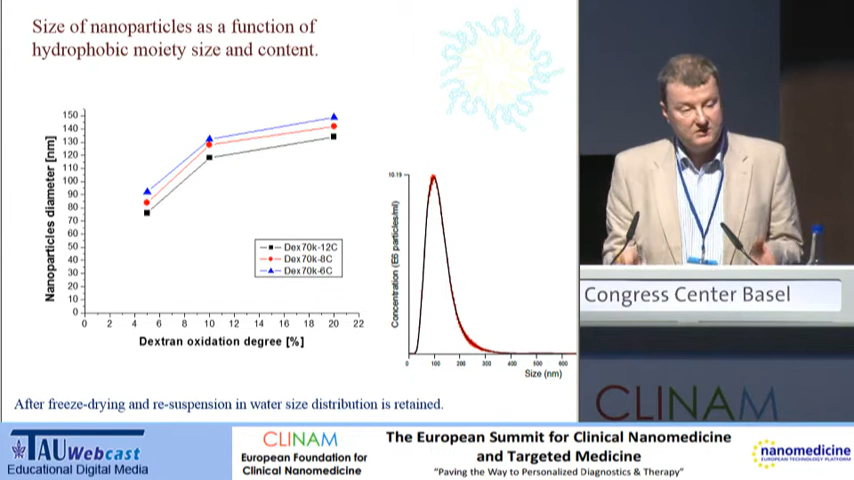 Size of nanoparticles as a function of
hydrophobic moiety size and content.
Nanoparticles diameter [nm]
150
140
130
120
110
100
90
80
70
60
50
40
30
20
10
0
0 2 4 6 8 10 12 14 16 18 20 22
Dextran oxidation degree [%]
Dex70k-12C
Dex70k-8C
Dex70k-6C
Concentration (E6 particles/ml)
10.19
0
0 100 200 300 400 500 600
Size (nm)
After freeze-drying and re-suspension in water size distribution is retained.
Congress Center Basel
CLINAM
TAUWebcast
Educational Digital Media
CLINAM
European Foundation for
Clinical Nanomedicine
The European Summit for Clinical Nanomedicine
and Targeted Medicine
"Paving the Way to Personalized Diagnostics & Therapy"
nanomedicine
EUROPEAN TECHNOLOGY PLATFORM